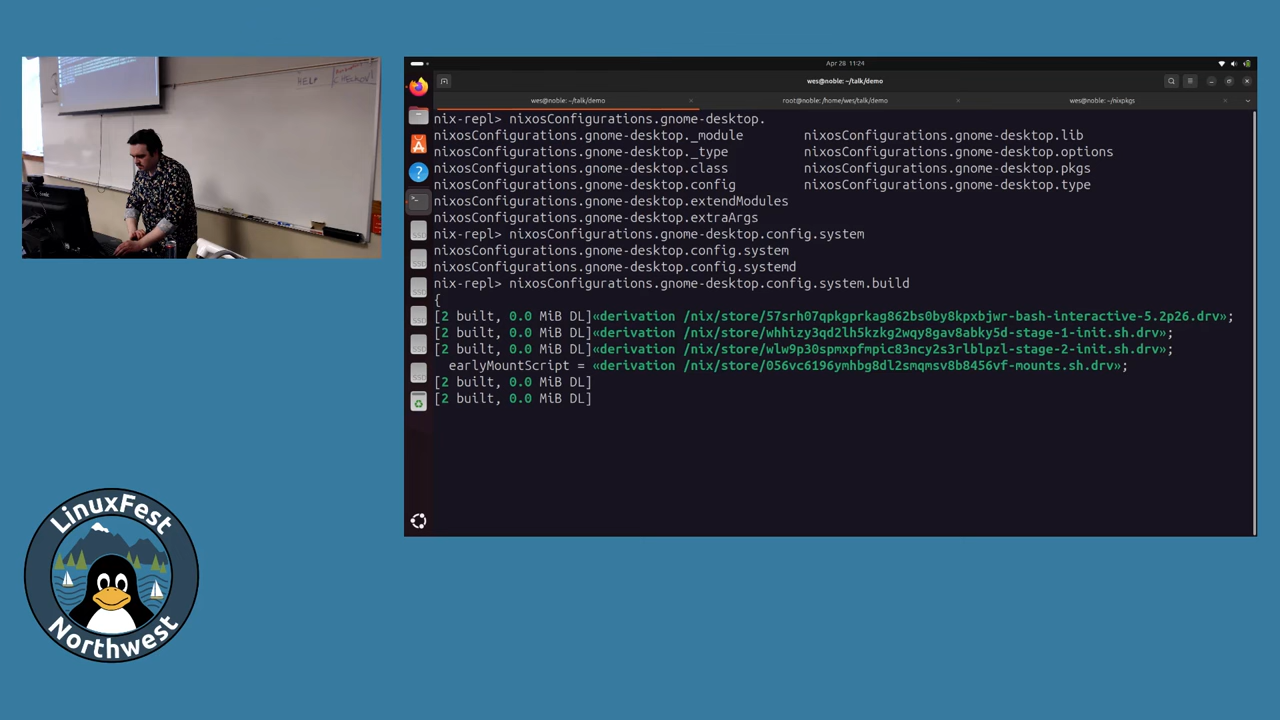 HEL
Apr 28 11:24
wes@noble: ~/talk/demo
wes@noble: ~/talk/demo
root@noble: /home/wes/talk/demo
wes@noble: ~/nixpkgs
nix-repl> nixosConfigurations.gnome-desktop.
nixosConfigurations.gnome-desktop._module nixosConfigurations.gnome-desktop.lib
nixosConfigurations.gnome-desktop._type nixosConfigurations.gnome-desktop.options
nixosConfigurations.gnome-desktop.class nixosConfigurations.gnome-desktop.pkgs
nixosConfigurations.gnome-desktop.config nixosConfigurations.gnome-desktop.type
nixosConfigurations.gnome-desktop.extendModules
nixosConfigurations.gnome-desktop.extraArgs
nix-repl> nixosConfigurations.gnome-desktop.config.system
nixosConfigurations.gnome-desktop.config.system
nixosConfigurations.gnome-desktop.config.systemd
nix-repl> nixosConfigurations.gnome-desktop.config.system.build
{
[2 built, 0.0 MiB DL]«derivation /nix/store/57srh07qpkgprkag862bs0by8kpxbjwr-bash-interactive-5.2p26.drv»;
[2 built, 0.0 MiB DL]«derivation /nix/store/whhizy3qd2lh5kzkg2wqy8gav8abky5d-stage-1-init.sh.drv»;
[2 built, 0.0 MiB DL]«derivation /nix/store/wlw9p30spmxpfmpic83ncy2s3rlblpzl-stage-2-init.sh.drv»;
earlyMountScript = «derivation /nix/store/056vc6196ymhbg8dl2smqmsv8b8456vf-mounts.sh.drv»;
[2 built, 0.0 MiB DL]
[2 built, 0.0 MiB DL]
LinuxFest
Northwest